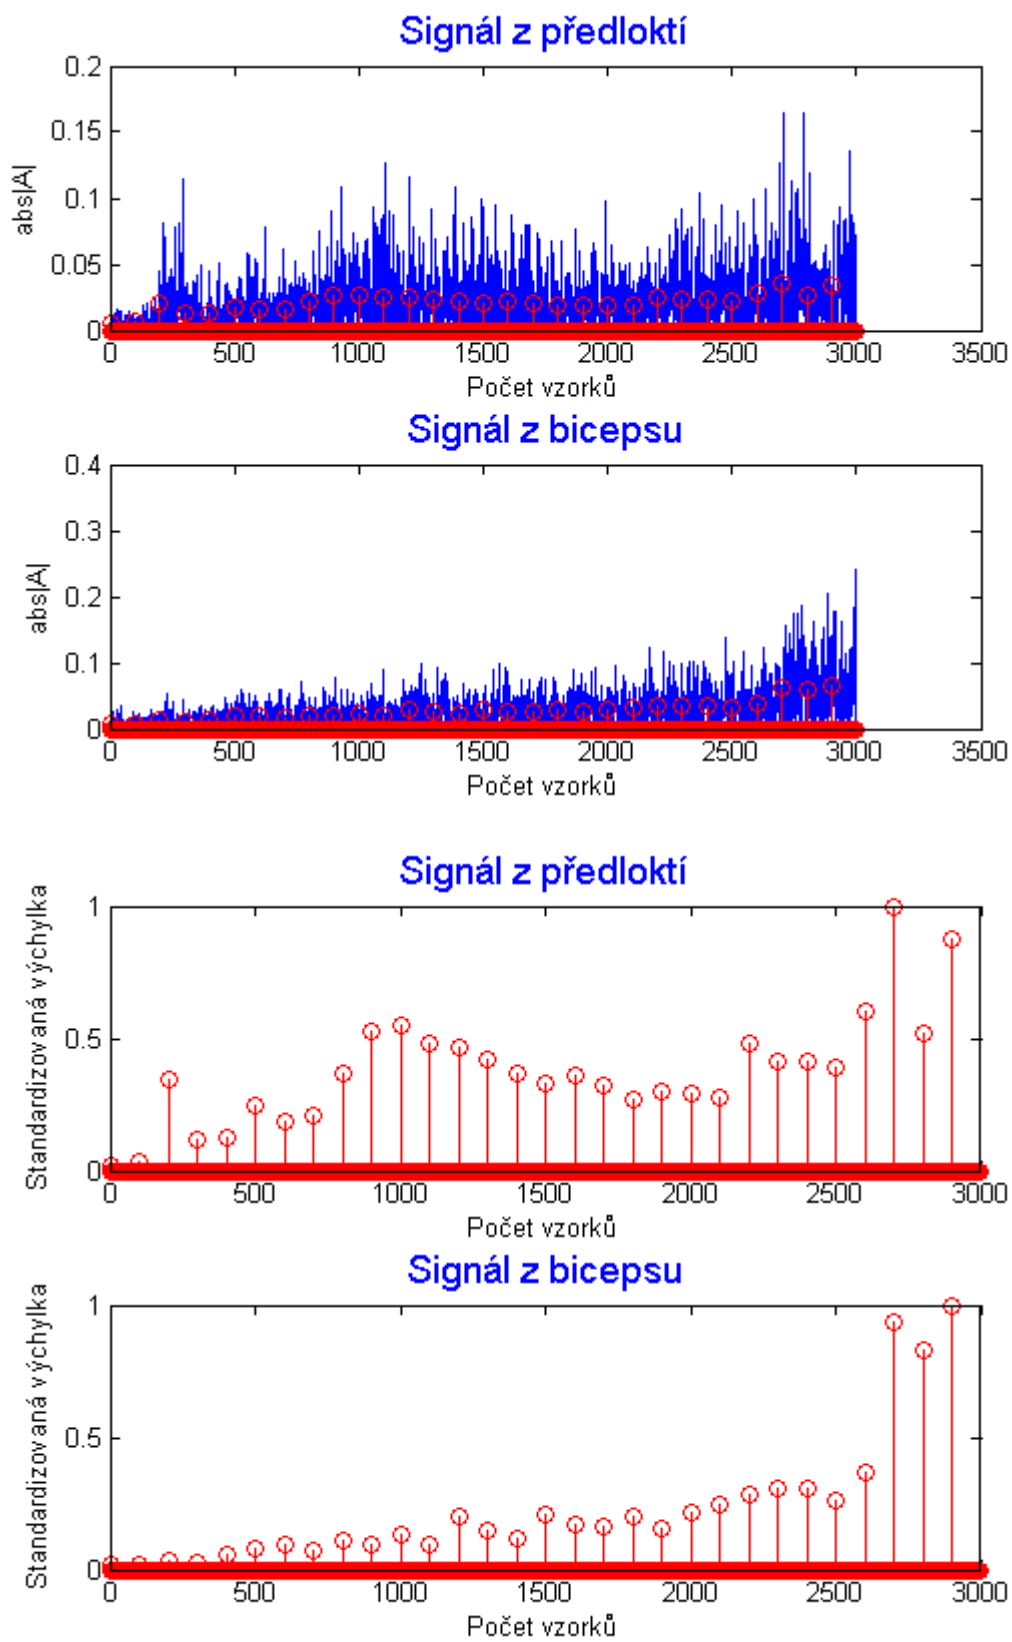 Signál z předloktí
0.2
0.15
0.1
0.05
0
abs|A|
0 500 1000 1500 2000 2500 3000 3500
Počet vzorků
Signál z bicepsu
0.4
0.3
0.2
0.1
0
abs|A|
0 500 1000 1500 2000 2500 3000 3500
Počet vzorků
Signál z předloktí
1
0.5
0
Standardizovaná výchylka
0 500 1000 1500 2000 2500 3000
Počet vzorků
Signál z bicepsu
1
0.5
0
Standardizovaná výchylka
0 500 1000 1500 2000 2500 3000
Počet vzorků